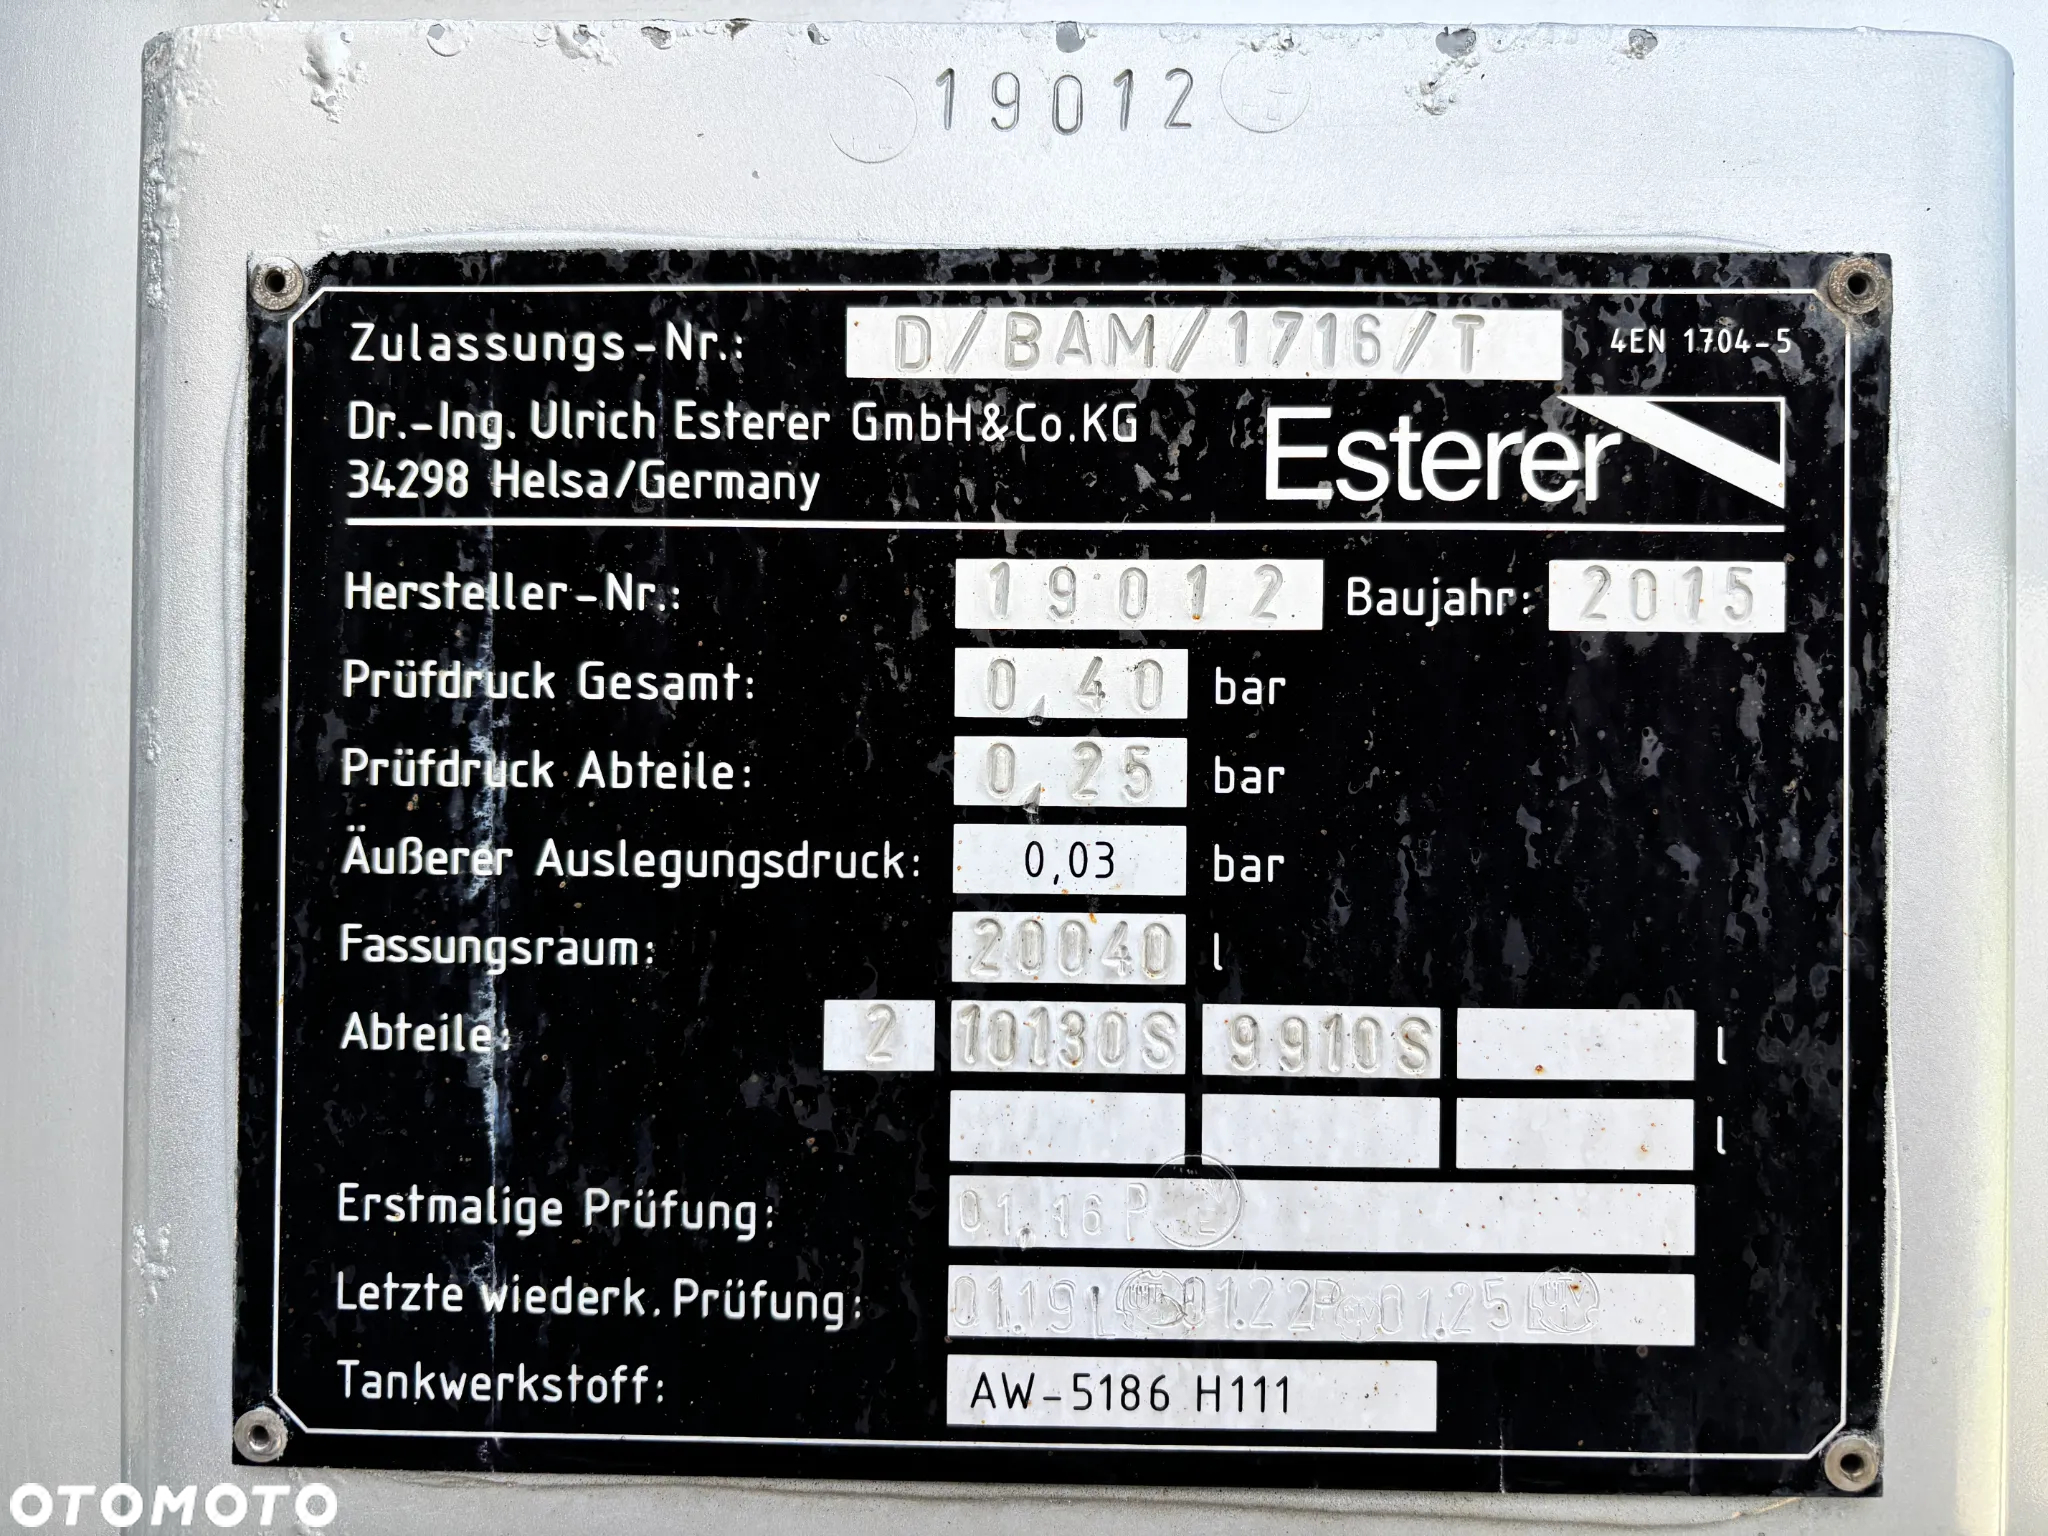 19012
Zulassungs-Nr.: D/BAM/1716/T 4EN 1704-5
Dr.-Ing. Ulrich Esterer GmbH&Co.KG
34298 Helsa/Germany
Esterer
Hersteller-Nr.: 19012 Baujahr: 2015
Prüfdruck Gesamt: 0,40 bar
Prüfdruck Abteile: 0,25 bar
Äußerer Auslegungsdruck: 0,03 bar
Fassungsraum: 20040 l
Abteile: 2 10130S 9910S l
l
Erstmalige Prüfung: 01.16 P
Letzte wiederk. Prüfung: 01.19 L 01.22 P 01.25 L
Tankwerkstoff: AW-5186 H111
OTOMOTO